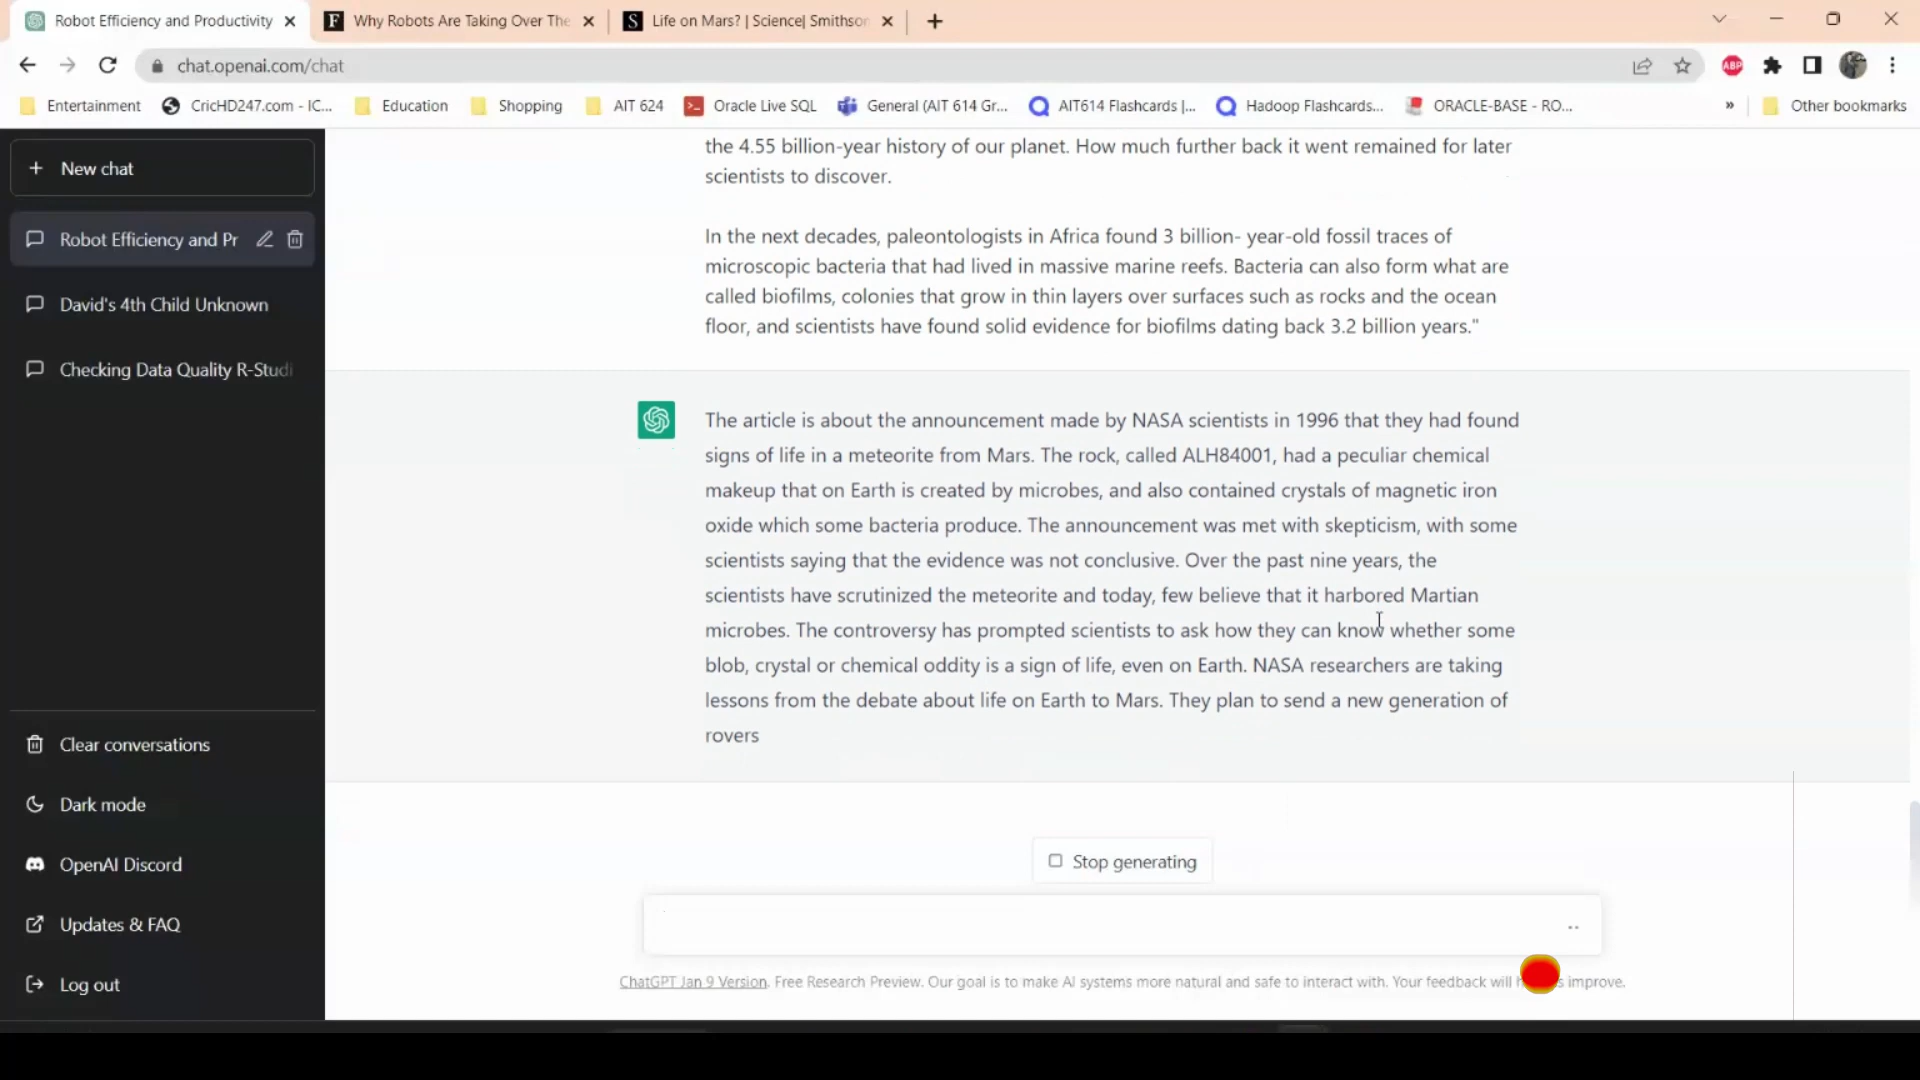 Robot Efficiency and Productivity
Why Robots Are Taking Over The
Life on Mars? | Science| Smithson
chat.openai.com/chat
ABP
Entertainment
CricHD247.com - IC...
Education
Shopping
AIT 624
Oracle Live SQL
General (AIT 614 Gr...
AIT614 Flashcards |...
Hadoop Flashcards...
ORACLE-BASE - RO...
»
Other bookmarks
New chat
Robot Efficiency and Pr
David's 4th Child Unknown
Checking Data Quality R-Studi
Clear conversations
Dark mode
OpenAI Discord
Updates & FAQ
Log out
the 4.55 billion-year history of our planet. How much further back it went remained for later
scientists to discover.
In the next decades, paleontologists in Africa found 3 billion- year-old fossil traces of
microscopic bacteria that had lived in massive marine reefs. Bacteria can also form what are
called biofilms, colonies that grow in thin layers over surfaces such as rocks and the ocean
floor, and scientists have found solid evidence for biofilms dating back 3.2 billion years."
The article is about the announcement made by NASA scientists in 1996 that they had found
signs of life in a meteorite from Mars. The rock, called ALH84001, had a peculiar chemical
makeup that on Earth is created by microbes, and also contained crystals of magnetic iron
oxide which some bacteria produce. The announcement was met with skepticism, with some
scientists saying that the evidence was not conclusive. Over the past nine years, the
scientists have scrutinized the meteorite and today, few believe that it harbored Martian
microbes. The controversy has prompted scientists to ask how they can know whether some
blob, crystal or chemical oddity is a sign of life, even on Earth. NASA researchers are taking
lessons from the debate about life on Earth to Mars. They plan to send a new generation of
rovers
Stop generating
ChatGPT Jan 9 Version. Free Research Preview. Our goal is to make AI systems more natural and safe to interact with. Your feedback will improve.